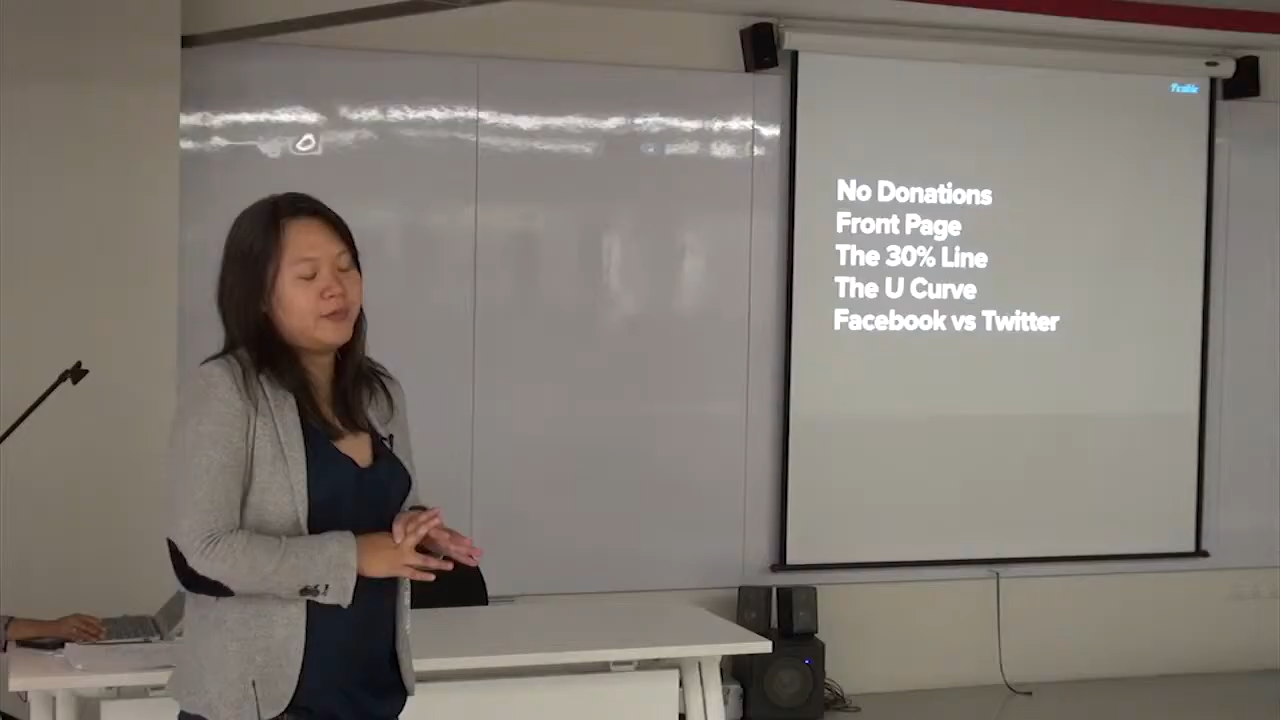 No Donations
Front Page
The 30% Line
The U Curve
Facebook vs Twitter